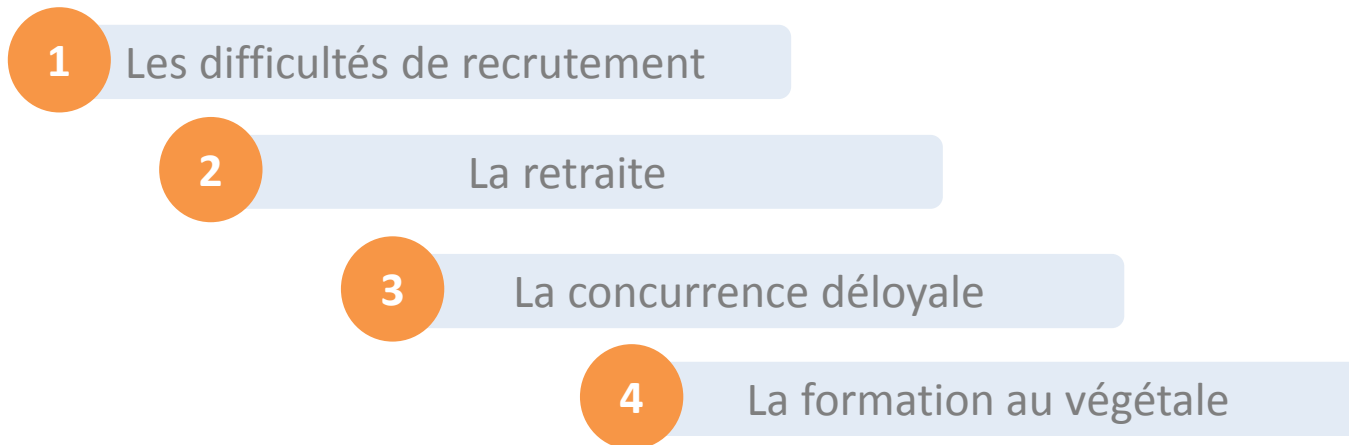 1 Les difficultés de recrutement
2 La retraite
3 La concurrence déloyale
4 La formation au végétale